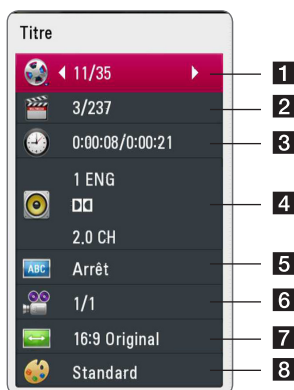 Titre
11/35 1
3/237 2
0:00:08/0:00:21 3
1 ENG
2.0 CH 4
ABC Arrêt 5
1/1 6
16:9 Original 7
Standard 8